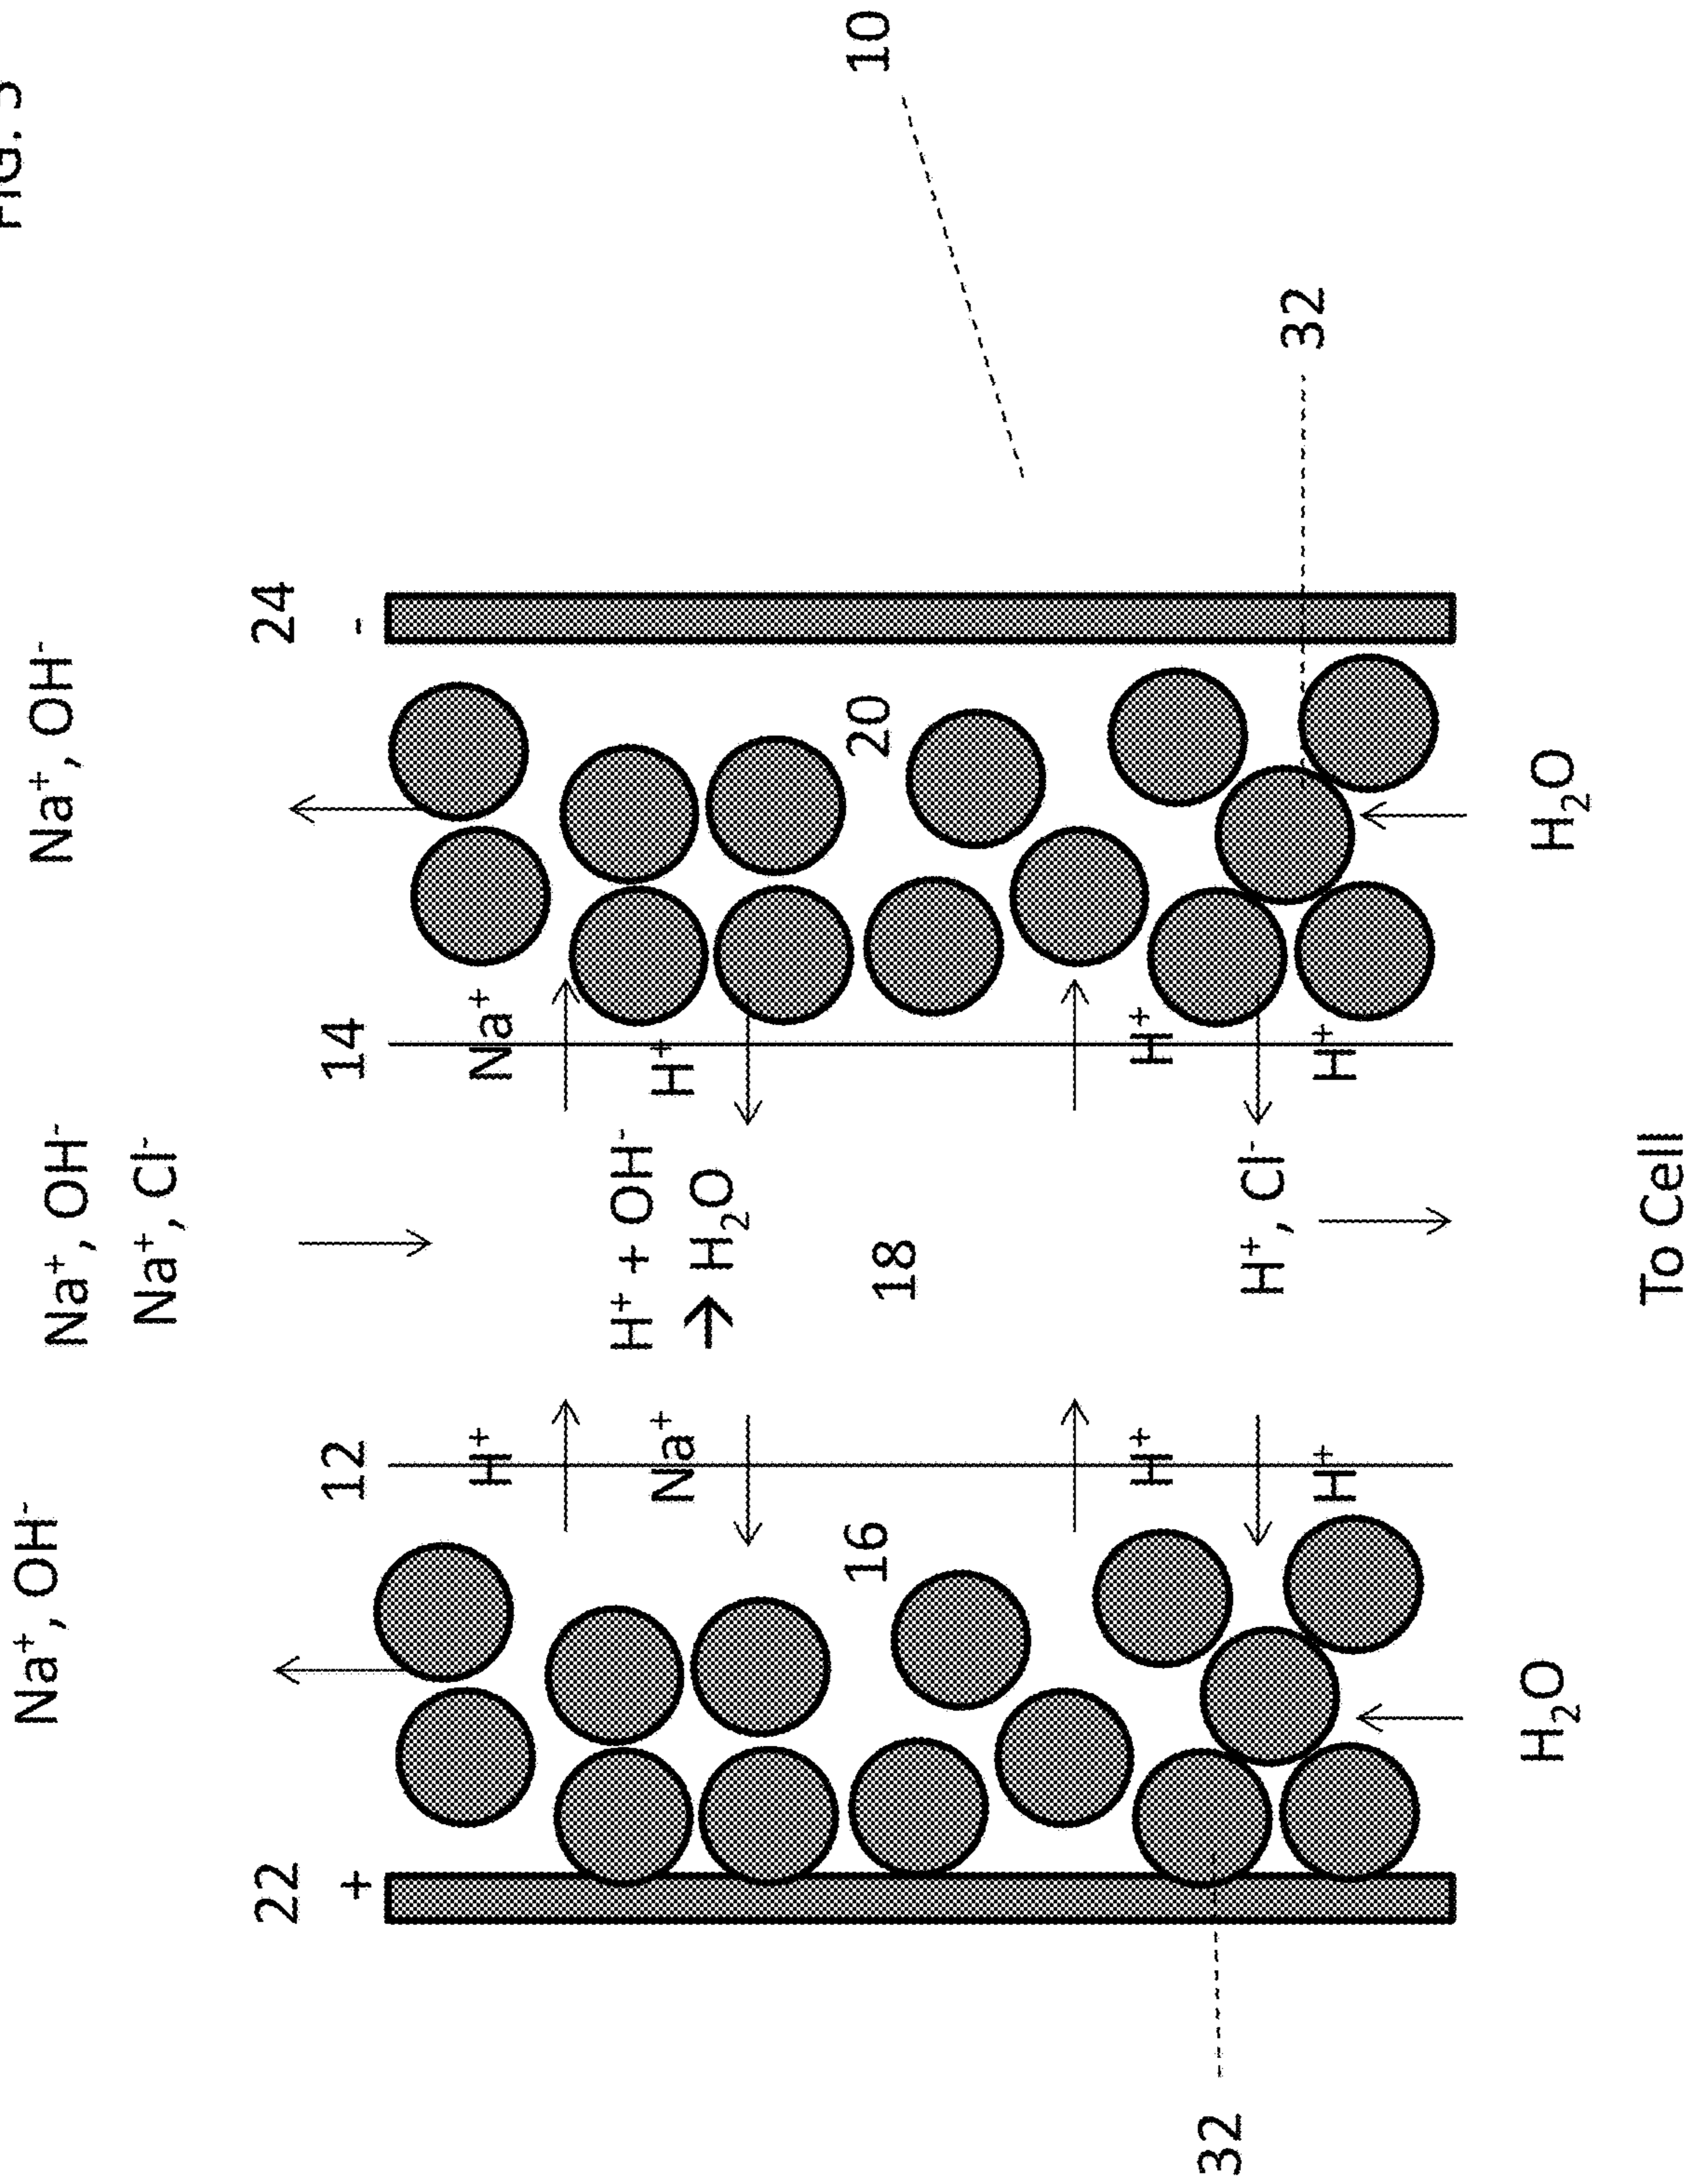 FIG.
Na⁺, OH⁻
Na⁺, OH⁻
Na⁺, OH⁻
Na⁺, Cl⁻
22
24
+
-
12
14
H⁺
Na⁺
H⁺ + OH⁻
Na⁺
H⁺
→ H₂O
16
18
20
10
H⁺
H⁺
32
H⁺, Cl⁻
32
H⁺
H⁺
H₂O
H₂O
To Cell